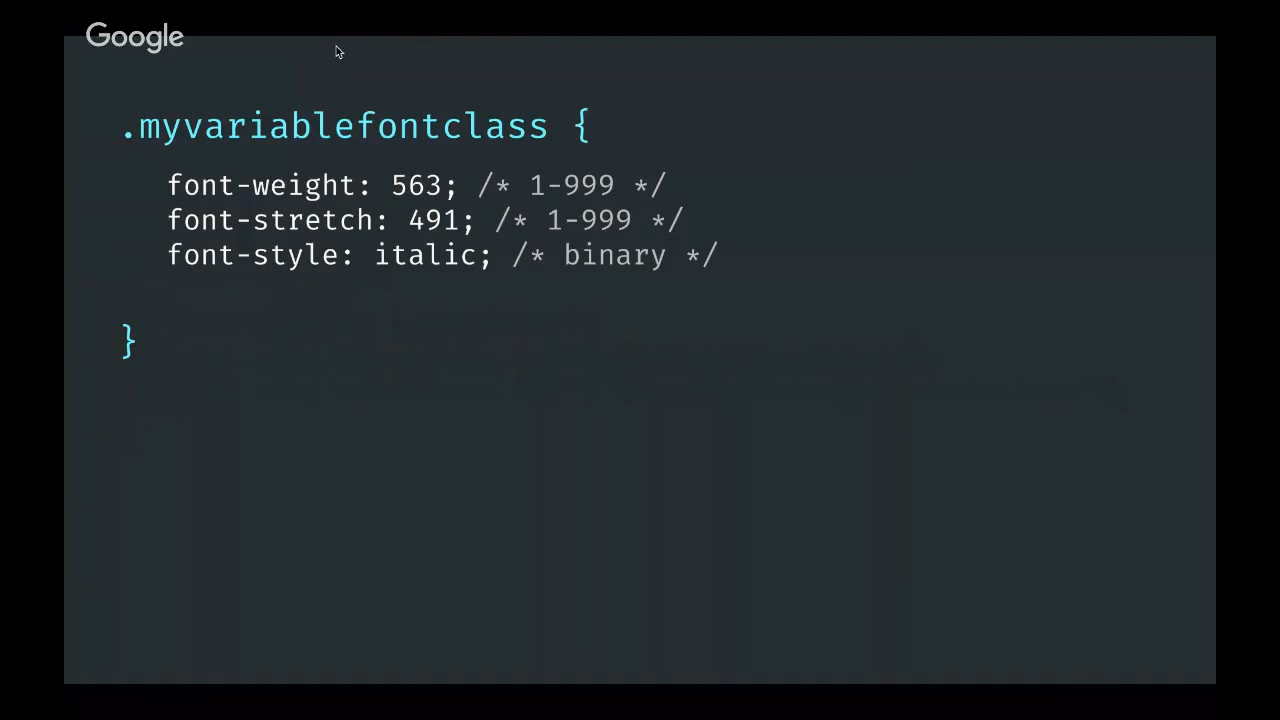 Google
.myvariablefontclass {
font-weight: 563; /* 1-999 */
font-stretch: 491; /* 1-999 */
font-style: italic; /* binary */
}